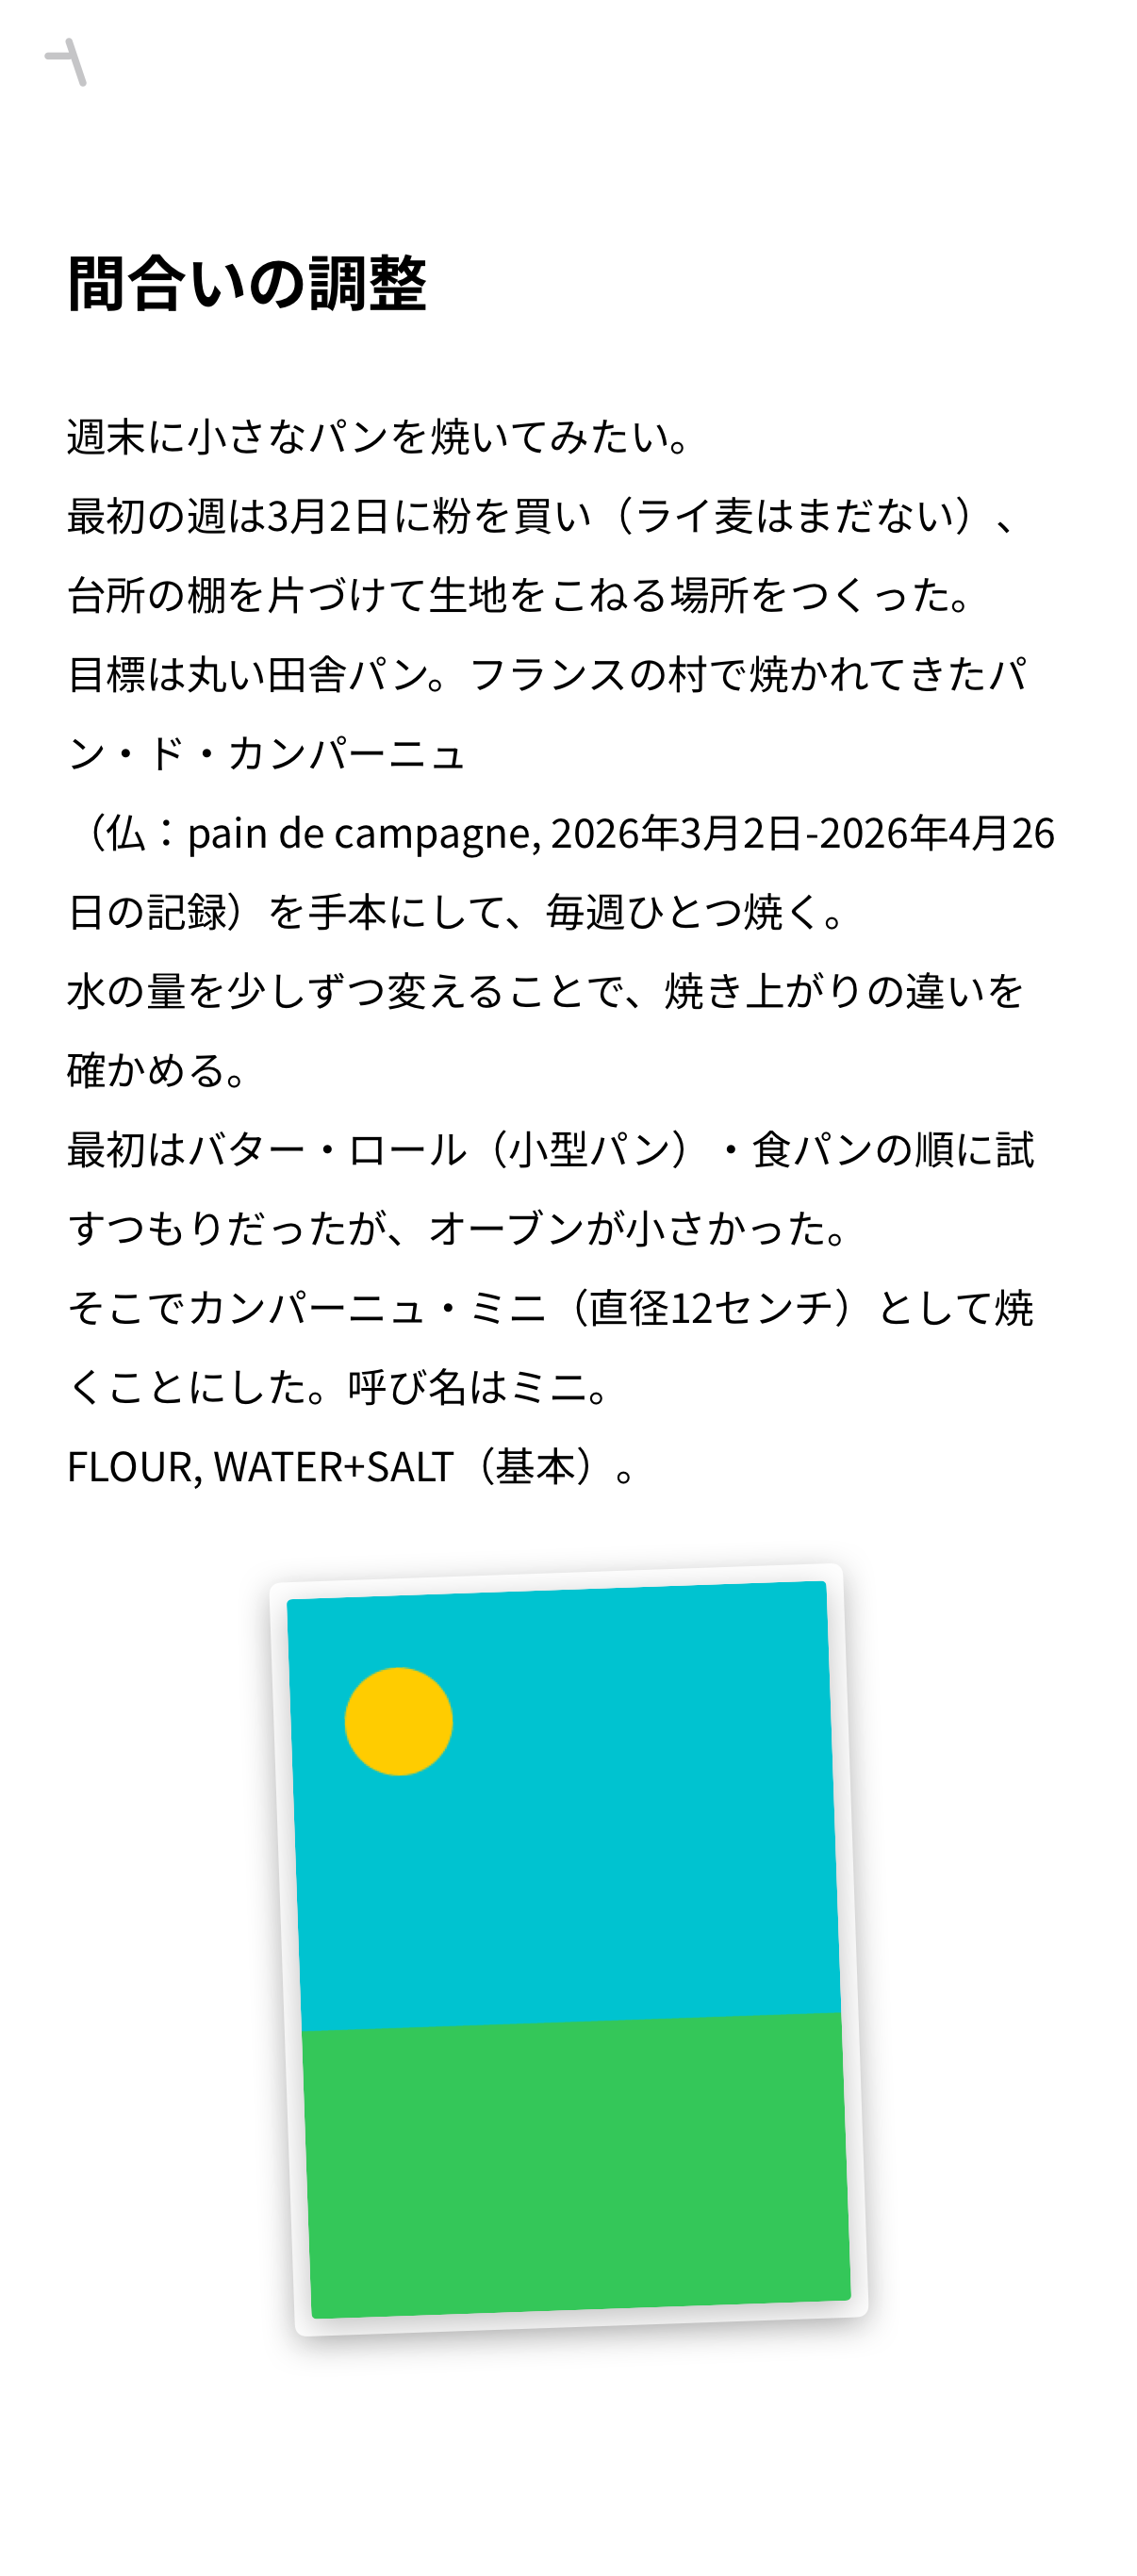 間合いの調整
週末に小さなパンを焼いてみたい。
最初の週は3月2日に粉を買い（ライ麦はまだない）、
台所の棚を片づけて生地をこねる場所をつくった。
目標は丸い田舎パン。フランスの村で焼かれてきたパ
ン・ド・カンパーニュ
（仏：pain de campagne, 2026年3月2日-2026年4月26
日の記録）を手本にして、毎週ひとつ焼く。
水の量を少しずつ変えることで、焼き上がりの違いを
確かめる。
最初はバター・ロール（小型パン）・食パンの順に試
すつもりだったが、オーブンが小さかった。
そこでカンパーニュ・ミニ（直径12センチ）として焼
くことにした。呼び名はミニ。
FLOUR, WATER+SALT（基本）。